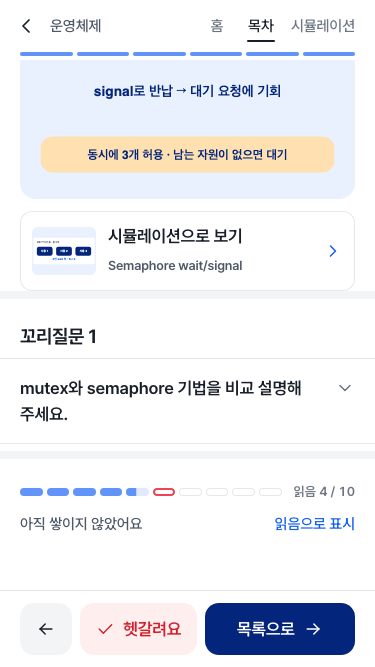 운영체제
홈
목차
시뮬레이션
signal로 반납 → 대기 요청에 기회
동시에 3개 허용 · 남는 자원이 없으면 대기
시뮬레이션으로 보기
Semaphore wait/signal
꼬리질문 1
mutex와 semaphore 기법을 비교 설명해
주세요.
읽음 4 / 10
아직 쌓이지 않았어요
읽음으로 표시
헷갈려요
목록으로 →